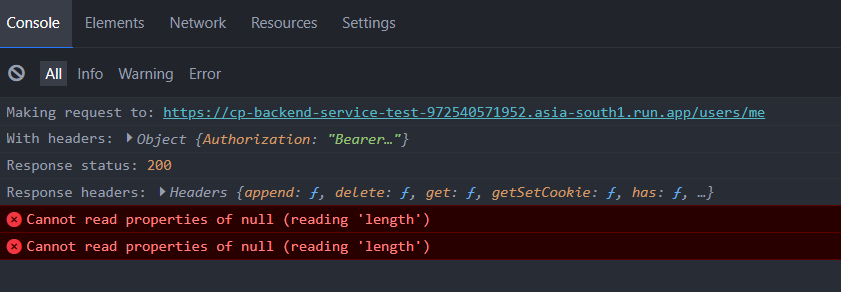 Console Elements Network Resources Settings
All Info Warning Error
Making request to: https://cp-backend-service-test-972540571952.asia-south1.run.app/users/me
With headers: Object {Authorization: "Bearer…"}
Response status: 200
Response headers: Headers {append: ƒ, delete: ƒ, get: ƒ, getSetCookie: ƒ, has: ƒ, …}
Cannot read properties of null (reading 'length')
Cannot read properties of null (reading 'length')